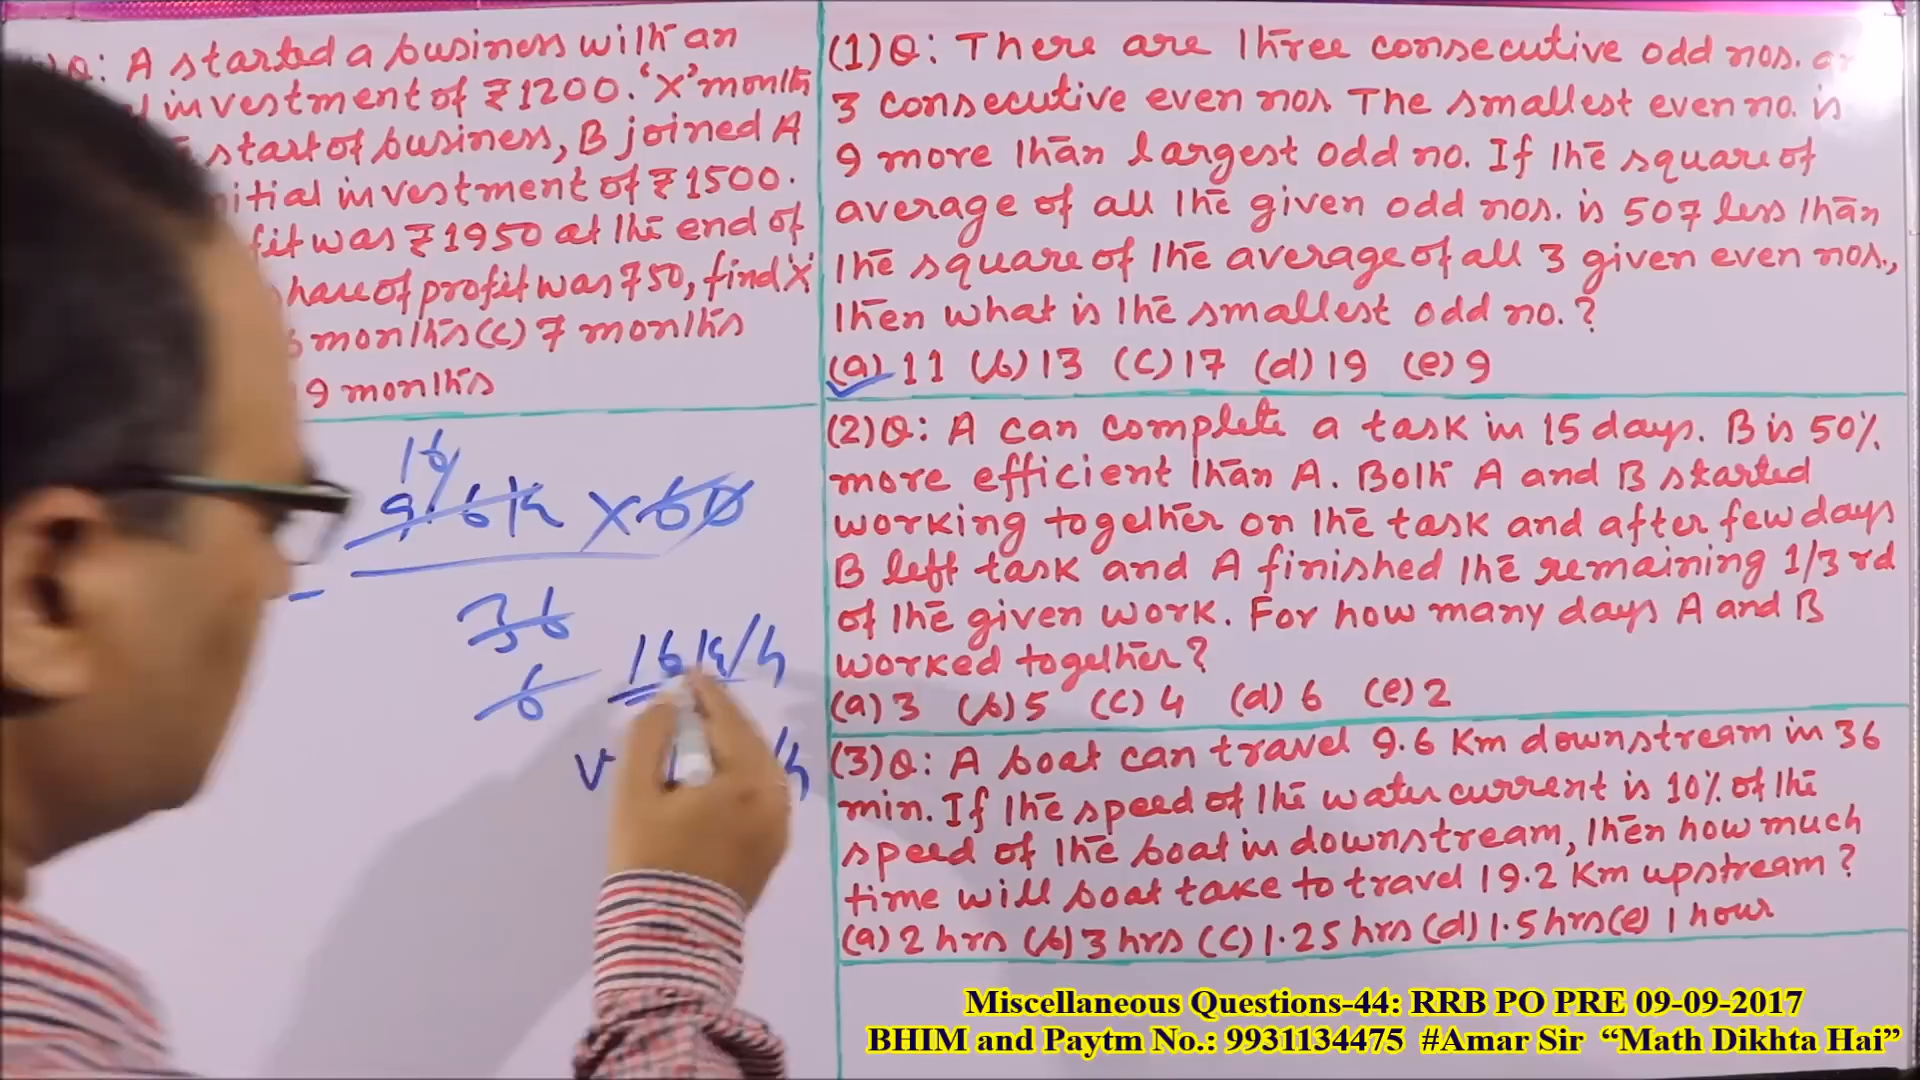 Q: A started a business with an
investment of ₹1200. 'X' month
start of business, B joined A
initial investment of ₹1500.
fit was ₹1950 at the end of
share of profit was 750, find 'X'
months (c) 7 months
9 months
16
9.6k × 60
36
6
16k/h
(1) Q: There are three consecutive odd nos.
3 consecutive even nos. The smallest even no. is
9 more than largest odd no. If the square of
average of all the given odd nos. is 507 less than
the square of the average of all 3 given even nos.,
then what is the smallest odd no.?
(a) 11 (b) 13 (c) 17 (d) 19 (e) 9
(2) Q: A can complete a task in 15 days. B is 50%
more efficient than A. Both A and B started
working together on the task and after few days
B left task and A finished the remaining 1/3 rd
of the given work. For how many days A and B
worked together?
(a) 3 (b) 5 (c) 4 (d) 6 (e) 2
(3) Q: A boat can travel 9.6 Km downstream in 36
min. If the speed of the water current is 10% of the
speed of the boat in downstream, then how much
time will boat take to travel 19.2 Km upstream?
(a) 2 hrs (b) 3 hrs (c) 1.25 hrs (d) 1.5 hrs (e) 1 hour
Miscellaneous Questions-44: RRB PO PRE 09-09-2017
BHIM and Paytm No.: 9931134475 #Amar Sir “Math Dikhta Hai”